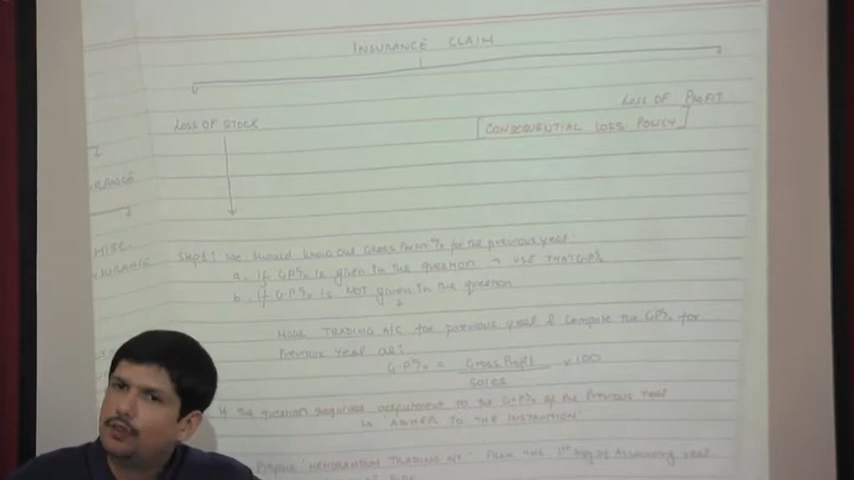 INSURANCE CLAIM
LOSS OF PROFIT
LOSS OF STOCK
CONSEQUENTIAL LOSS POLICY
MISC.
Step 1: we should know our Gross Profit% for the previous year.
a. if G.P% is given in the question → USE THAT GP%
b. if G.P% is NOT given in the question
MAKE TRADING A/C for previous year & compute the GP% for
Previous year as:
G.P% = Gross Profit × 100
Sales
If the question requires adjustment to the G.P% of the Previous Year
"ADHER TO THE INSTRUCTION"
Prepare 'MEMORANDUM TRADING A/C' FROM THE 1st Day of Accounting year